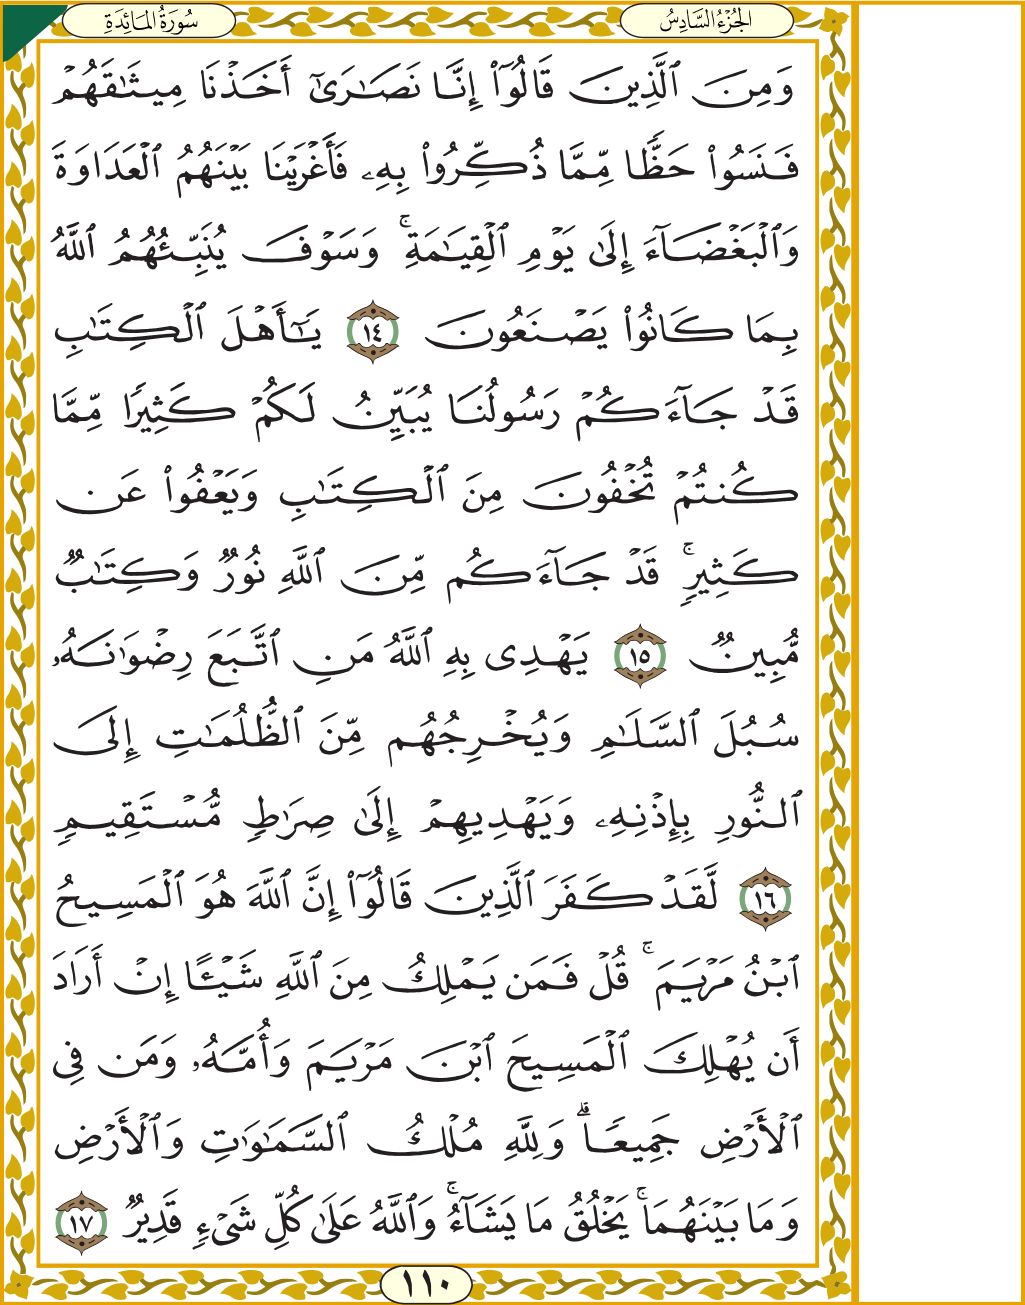 الجُزْءُ السَّادِسُ
سُورَةُ المَائِدَةِ
وَمِنَ ٱلَّذِينَ قَالُوٓا۟ إِنَّا نَصَـٰرَىٰٓ أَخَذْنَا مِيثَـٰقَهُمْ
فَنَسُوا۟ حَظًّا مِّمَّا ذُكِّرُوا۟ بِهِۦ فَأَغْرَيْنَا بَيْنَهُمُ ٱلْعَدَاوَةَ
وَٱلْبَغْضَآءَ إِلَىٰ يَوْمِ ٱلْقِيَـٰمَةِ ۚ وَسَوْفَ يُنَبِّئُهُمُ ٱللَّهُ
بِمَا كَانُوا۟ يَصْنَعُونَ ١٤ يَـٰٓأَهْلَ ٱلْكِتَـٰبِ
قَدْ جَآءَكُمْ رَسُولُنَا يُبَيِّنُ لَكُمْ كَثِيرًا مِّمَّا
كُنتُمْ تُخْفُونَ مِنَ ٱلْكِتَـٰبِ وَيَعْفُوا۟ عَن
كَثِيرٍ ۚ قَدْ جَآءَكُم مِّنَ ٱللَّهِ نُورٌ وَكِتَـٰبٌ
مُّبِينٌ ١٥ يَهْدِى بِهِ ٱللَّهُ مَنِ ٱتَّبَعَ رِضْوَٰنَهُۥ
سُبُلَ ٱلسَّلَـٰمِ وَيُخْرِجُهُم مِّنَ ٱلظُّلُمَـٰتِ إِلَى
ٱلنُّورِ بِإِذْنِهِۦ وَيَهْدِيهِمْ إِلَىٰ صِرَٰطٍ مُّسْتَقِيمٍ
١٦ لَّقَدْ كَفَرَ ٱلَّذِينَ قَالُوٓا۟ إِنَّ ٱللَّهَ هُوَ ٱلْمَسِيحُ
ٱبْنُ مَرْيَمَ ۚ قُلْ فَمَن يَمْلِكُ مِنَ ٱللَّهِ شَيْـًٔا إِنْ أَرَادَ
أَن يُهْلِكَ ٱلْمَسِيحَ ٱبْنَ مَرْيَمَ وَأُمَّهُۥ وَمَن فِى
ٱلْأَرْضِ جَمِيعًا ۗ وَلِلَّهِ مُلْكُ ٱلسَّمَـٰوَٰتِ وَٱلْأَرْضِ
وَمَا بَيْنَهُمَا ۚ يَخْلُقُ مَا يَشَآءُ ۚ وَٱللَّهُ عَلَىٰ كُلِّ شَىْءٍ قَدِيرٌ ١٧
١١٠